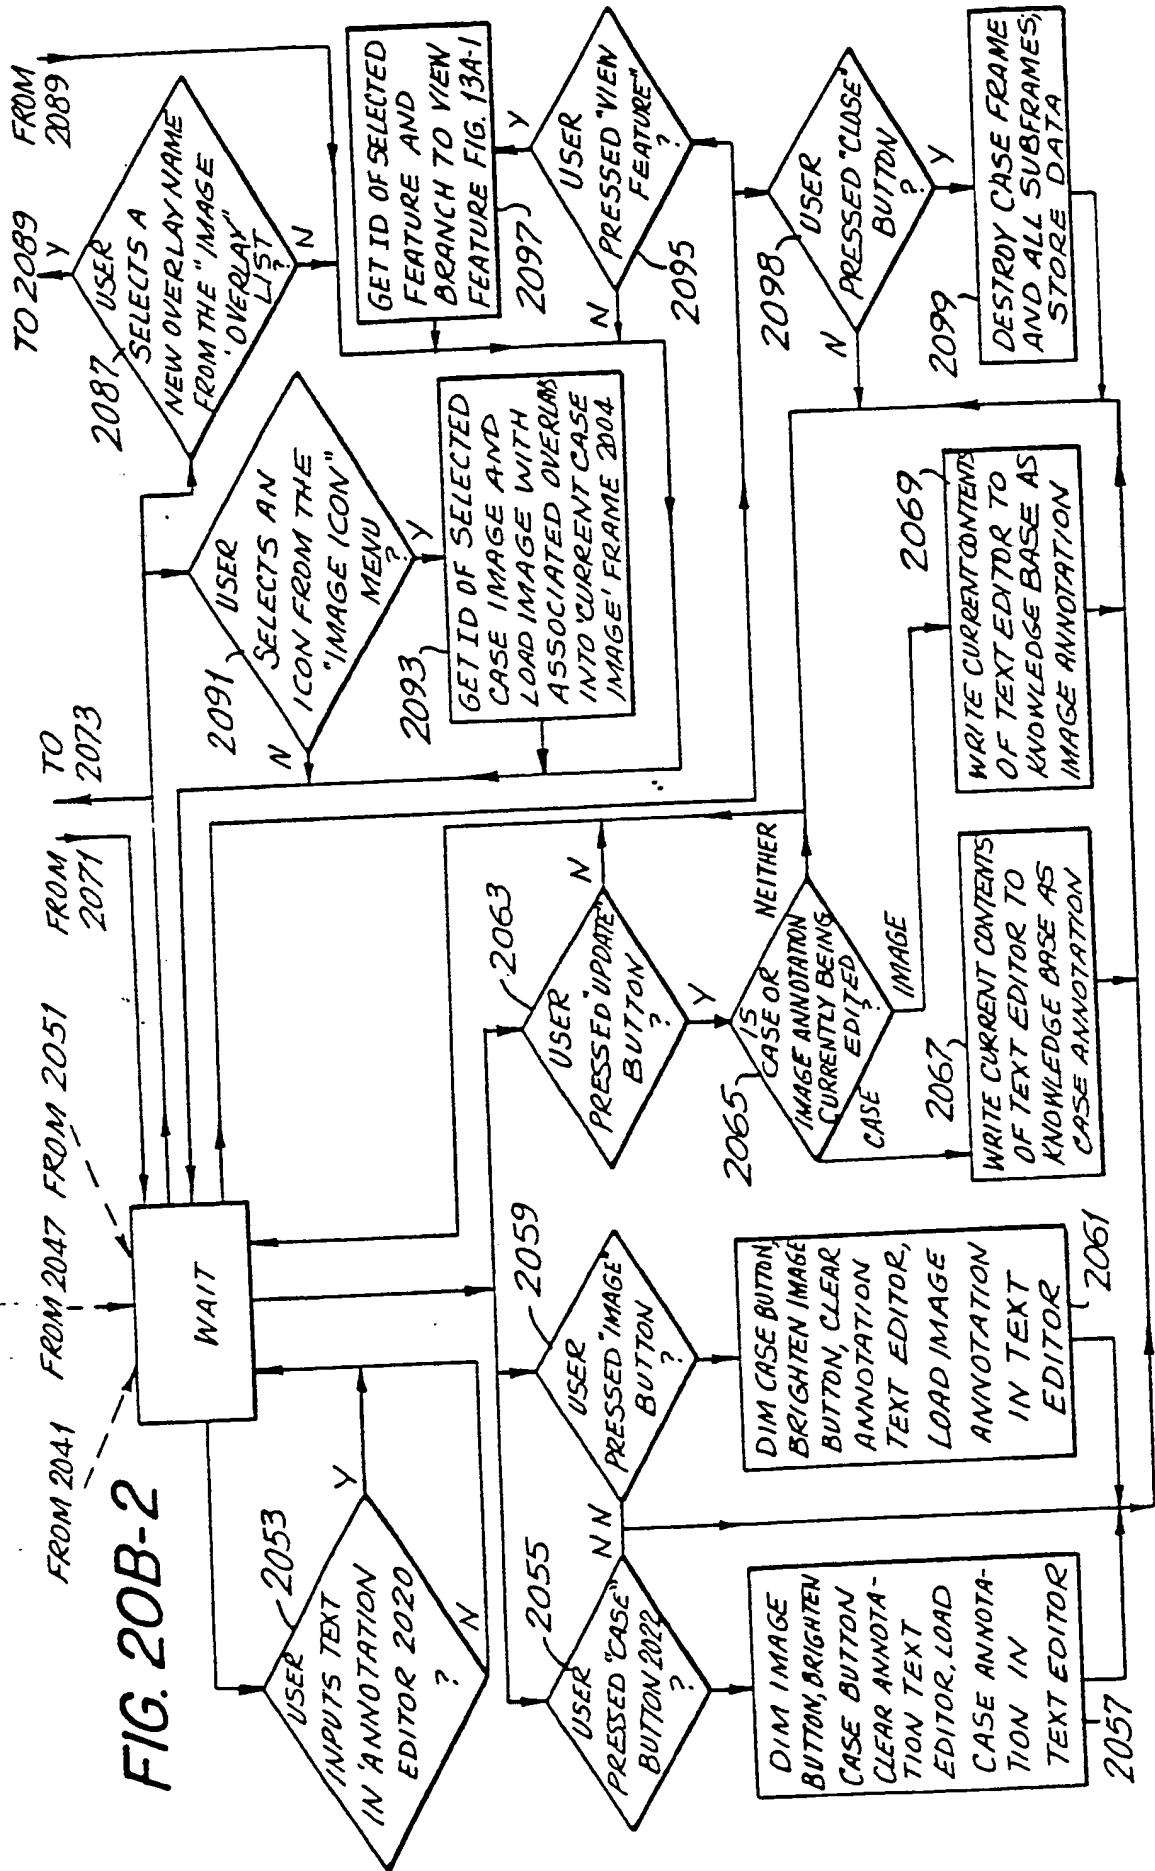 FIG. 20B-2
FROM 2041
FROM 2047
FROM 2051
FROM
2071
TO
2073
TO 2089
FROM
2089
WAIT
2053
USER
INPUTS TEXT
IN 'ANNOTATION
EDITOR 2020
?
Y
N
2055
USER
PRESSED "CASE"
BUTTON 2022
?
N
DIM IMAGE
BUTTON, BRIGHTEN
CASE BUTTON
CLEAR ANNOTA-
TION TEXT
EDITOR, LOAD
CASE ANNOTA-
TION IN
TEXT EDITOR
2057
2059
USER
PRESSED "IMAGE"
BUTTON
?
N
DIM CASE BUTTON,
BRIGHTEN IMAGE
BUTTON, CLEAR
ANNOTATION
TEXT EDITOR,
LOAD IMAGE
ANNOTATION
IN TEXT
EDITOR
2061
2063
USER
PRESSED "UPDATE"
BUTTON
?
N
Y
2065
IS
CASE OR
IMAGE ANNOTATION
CURRENTLY BEING
EDITED
?
NEITHER
CASE
IMAGE
2067
WRITE CURRENT CONTENTS
OF TEXT EDITOR TO
KNOWLEDGE BASE AS
CASE ANNOTATION
2069
WRITE CURRENT CONTENTS
OF TEXT EDITOR TO
KNOWLEDGE BASE AS
IMAGE ANNOTATION
2087
USER
SELECTS A
NEW OVERLAY NAME
FROM THE "IMAGE
OVERLAY"
LIST
?
Y
N
2091
USER
SELECTS AN
ICON FROM THE
"IMAGE ICON"
MENU
?
Y
N
2093
GET ID OF SELECTED
CASE IMAGE AND
LOAD IMAGE WITH
ASSOCIATED OVERLAYS
INTO 'CURRENT CASE
IMAGE' FRAME 2004
GET ID OF SELECTED
FEATURE AND
BRANCH TO VIEW
FEATURE FIG. 13A-1
2097
USER
PRESSED "VIEW
FEATURE"
?
Y
N
2095
2098
USER
PRESSED "CLOSE"
BUTTON
?
N
Y
2099
DESTROY CASE FRAME
AND ALL SUBFRAMES,
STORE DATA